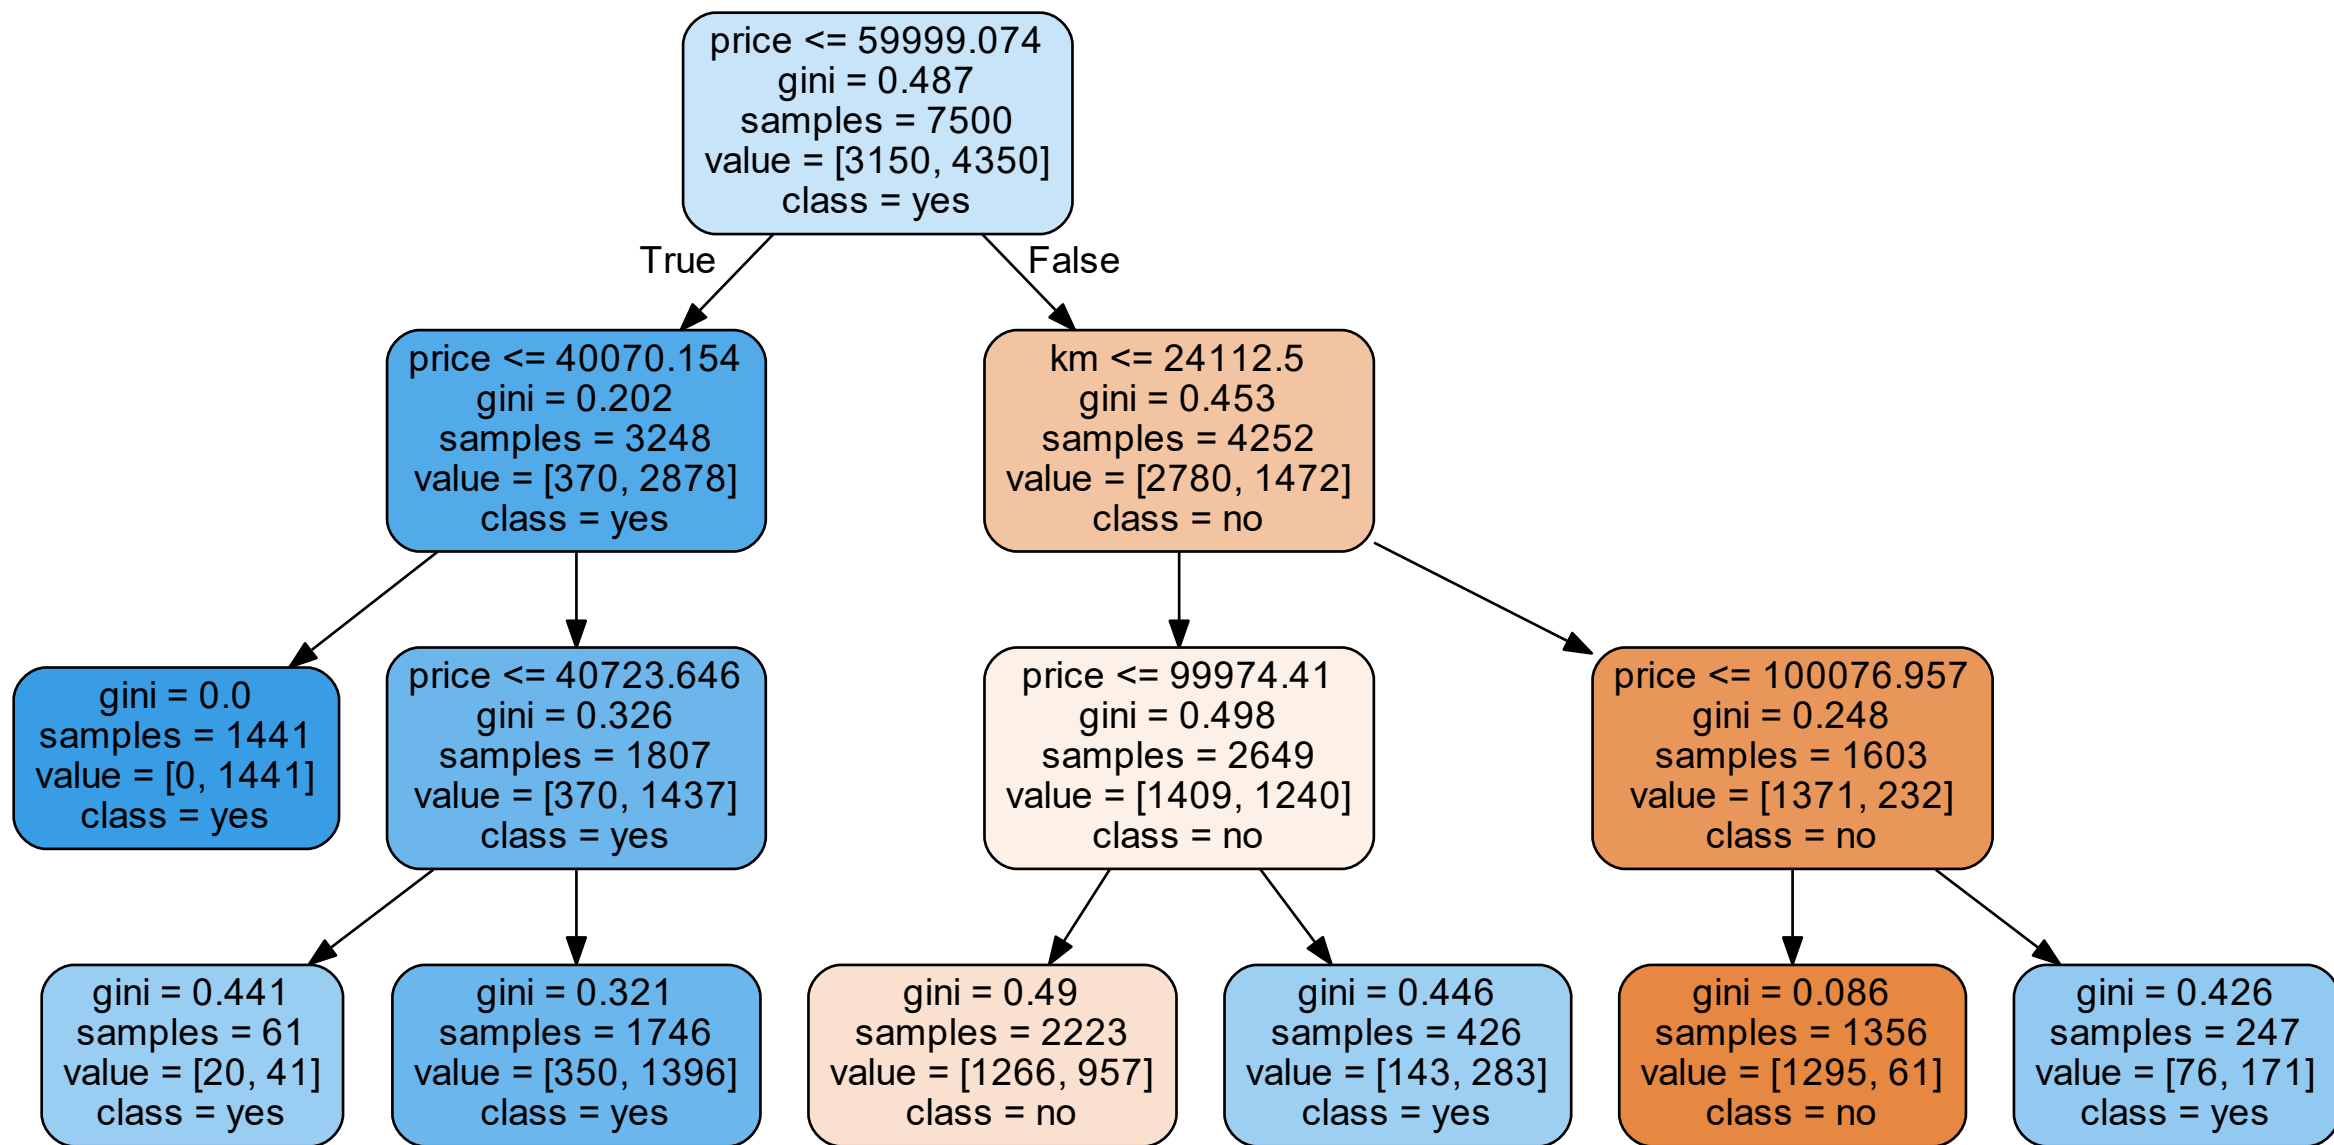 price <= 59999.074
gini = 0.487
samples = 7500
value = [3150, 4350]
class = yes
True
False
price <= 40070.154
gini = 0.202
samples = 3248
value = [370, 2878]
class = yes
km <= 24112.5
gini = 0.453
samples = 4252
value = [2780, 1472]
class = no
gini = 0.0
samples = 1441
value = [0, 1441]
class = yes
price <= 40723.646
gini = 0.326
samples = 1807
value = [370, 1437]
class = yes
price <= 99974.41
gini = 0.498
samples = 2649
value = [1409, 1240]
class = no
price <= 100076.957
gini = 0.248
samples = 1603
value = [1371, 232]
class = no
gini = 0.441
samples = 61
value = [20, 41]
class = yes
gini = 0.321
samples = 1746
value = [350, 1396]
class = yes
gini = 0.49
samples = 2223
value = [1266, 957]
class = no
gini = 0.446
samples = 426
value = [143, 283]
class = yes
gini = 0.086
samples = 1356
value = [1295, 61]
class = no
gini = 0.426
samples = 247
value = [76, 171]
class = yes